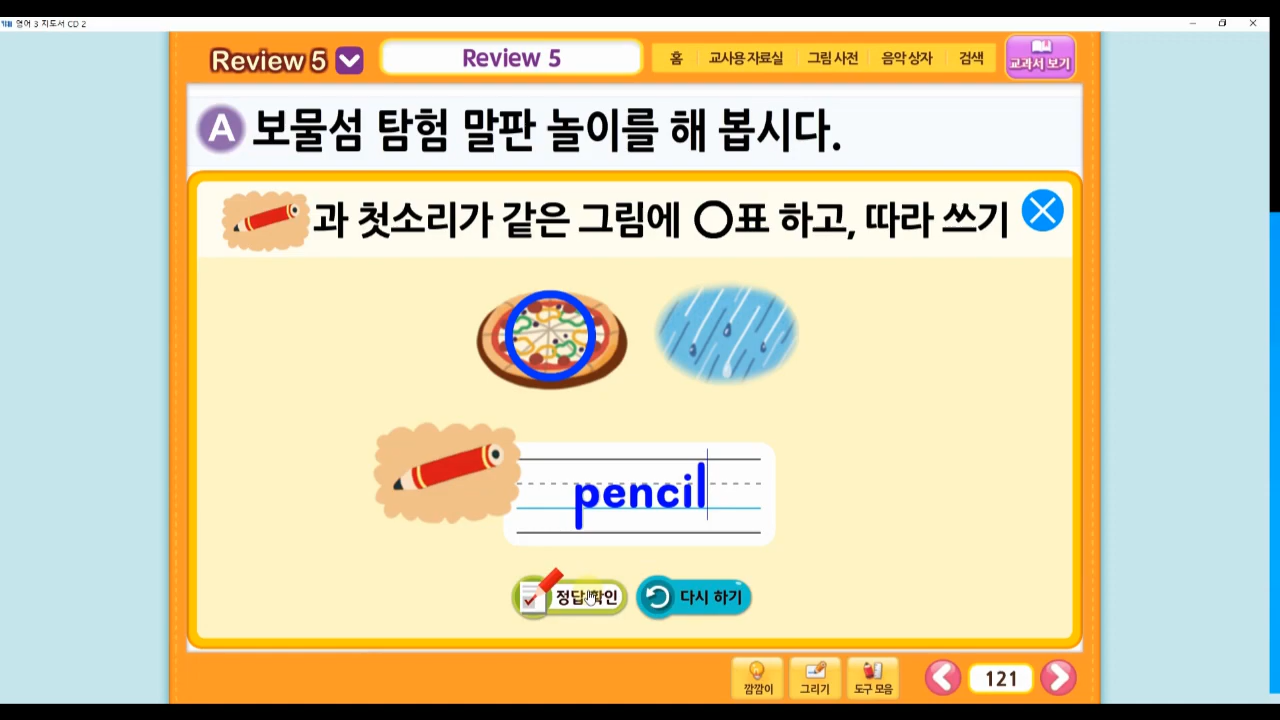 영어 3 지도서 CD 2
Review 5
Review 5
홈 교사용 자료실 그림 사전 음악 상자 검색
교과서 보기
A 보물섬 탐험 말판 놀이를 해 봅시다.
과 첫소리가 같은 그림에 ○표 하고, 따라 쓰기
pencil
정답 확인 다시 하기
깜깜이 그리기 도구 모음 121